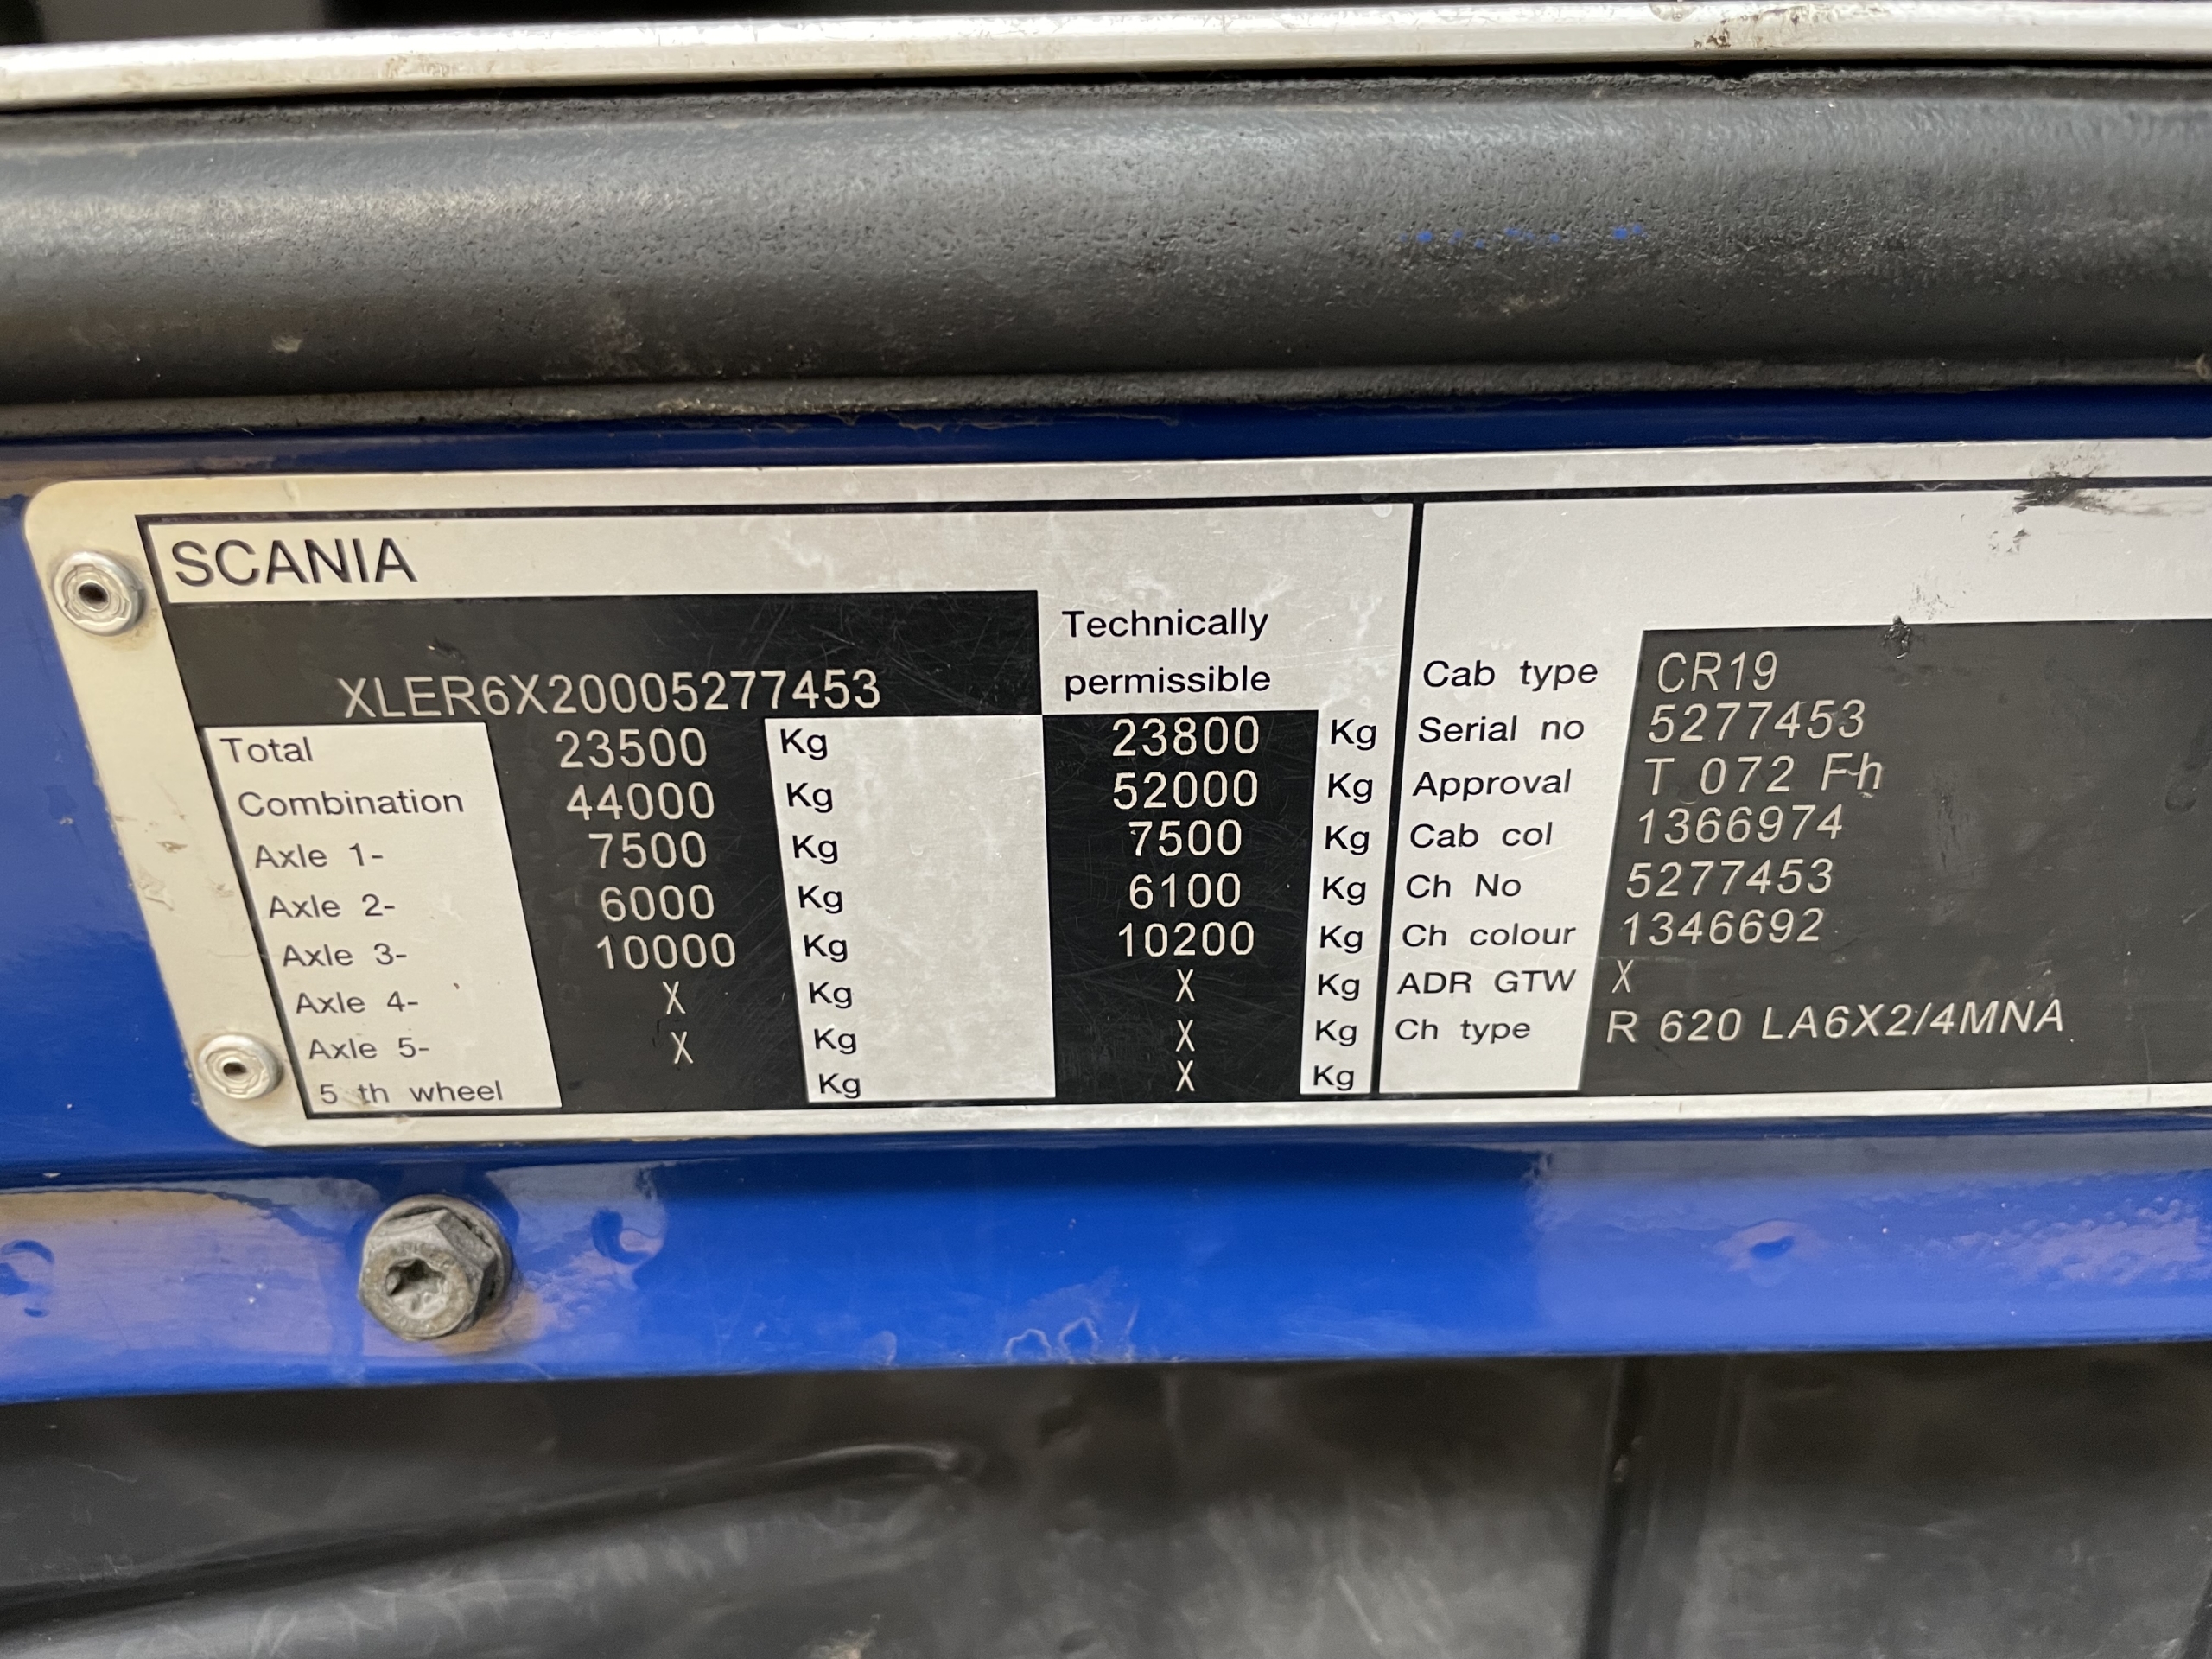 SCANIA
XLER6X20005277453
Technically
permissible
Total 23500 Kg 23800 Kg
Combination 44000 Kg 52000 Kg
Axle 1- 7500 Kg 7500 Kg
Axle 2- 6000 Kg 6100 Kg
Axle 3- 10000 Kg 10200 Kg
Axle 4- X Kg X Kg
Axle 5- X Kg X Kg
5 th wheel Kg X Kg
Cab type CR19
Serial no 5277453
Approval T 072 Fh
Cab col 1366974
Ch No 5277453
Ch colour 1346692
ADR GTW X
Ch type R 620 LA6X2/4MNA